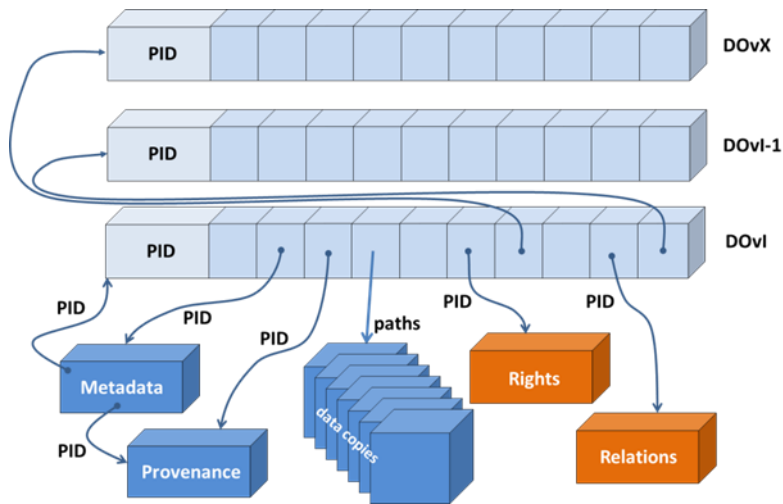 PID
DOvX
PID
DOvI-1
PID
DOvI
PID
PID
PID
PID
PID
paths
Metadata
Rights
data copies
PID
Provenance
Relations